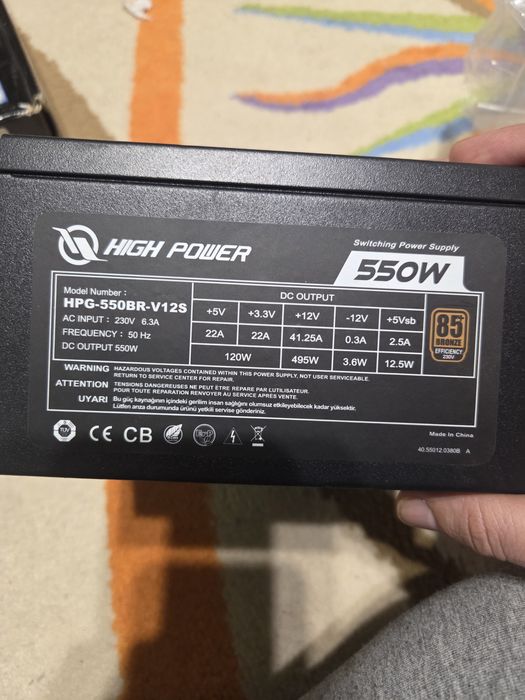 HIGH POWER
Switching Power Supply
550W
Model Number :
HPG-550BR-V12S
AC INPUT : 230V 6.3A
FREQUENCY : 50 Hz
DC OUTPUT 550W
DC OUTPUT
+5V +3.3V +12V -12V +5Vsb
22A 22A 41.25A 0.3A 2.5A
120W 495W 3.6W 12.5W
85
BRONZE
EFFICIENCY
230V
WARNING HAZARDOUS VOLTAGES CONTAINED WITHIN THIS POWER SUPPLY, NOT USER SERVICEABLE.
RETURN TO SERVICE CENTER FOR REPAIR.
ATTENTION TENSIONS DANGEREUSES NE PEUT ÊTRE REPARE PAR L'UTILISATEUR.
POUR TOUTE REPARATION RENVOYER AU SERVICE APRÈS VENTE.
UYARI Bu güç kaynağının içindeki gerilim insan sağlığını olumsuz etkileyebilecek kadar yüksektir.
Lütfen arıza durumunda ürünü yetkili servise gönderiniz.
TÜV
CE CB
Made In China
40.55012.0380B A